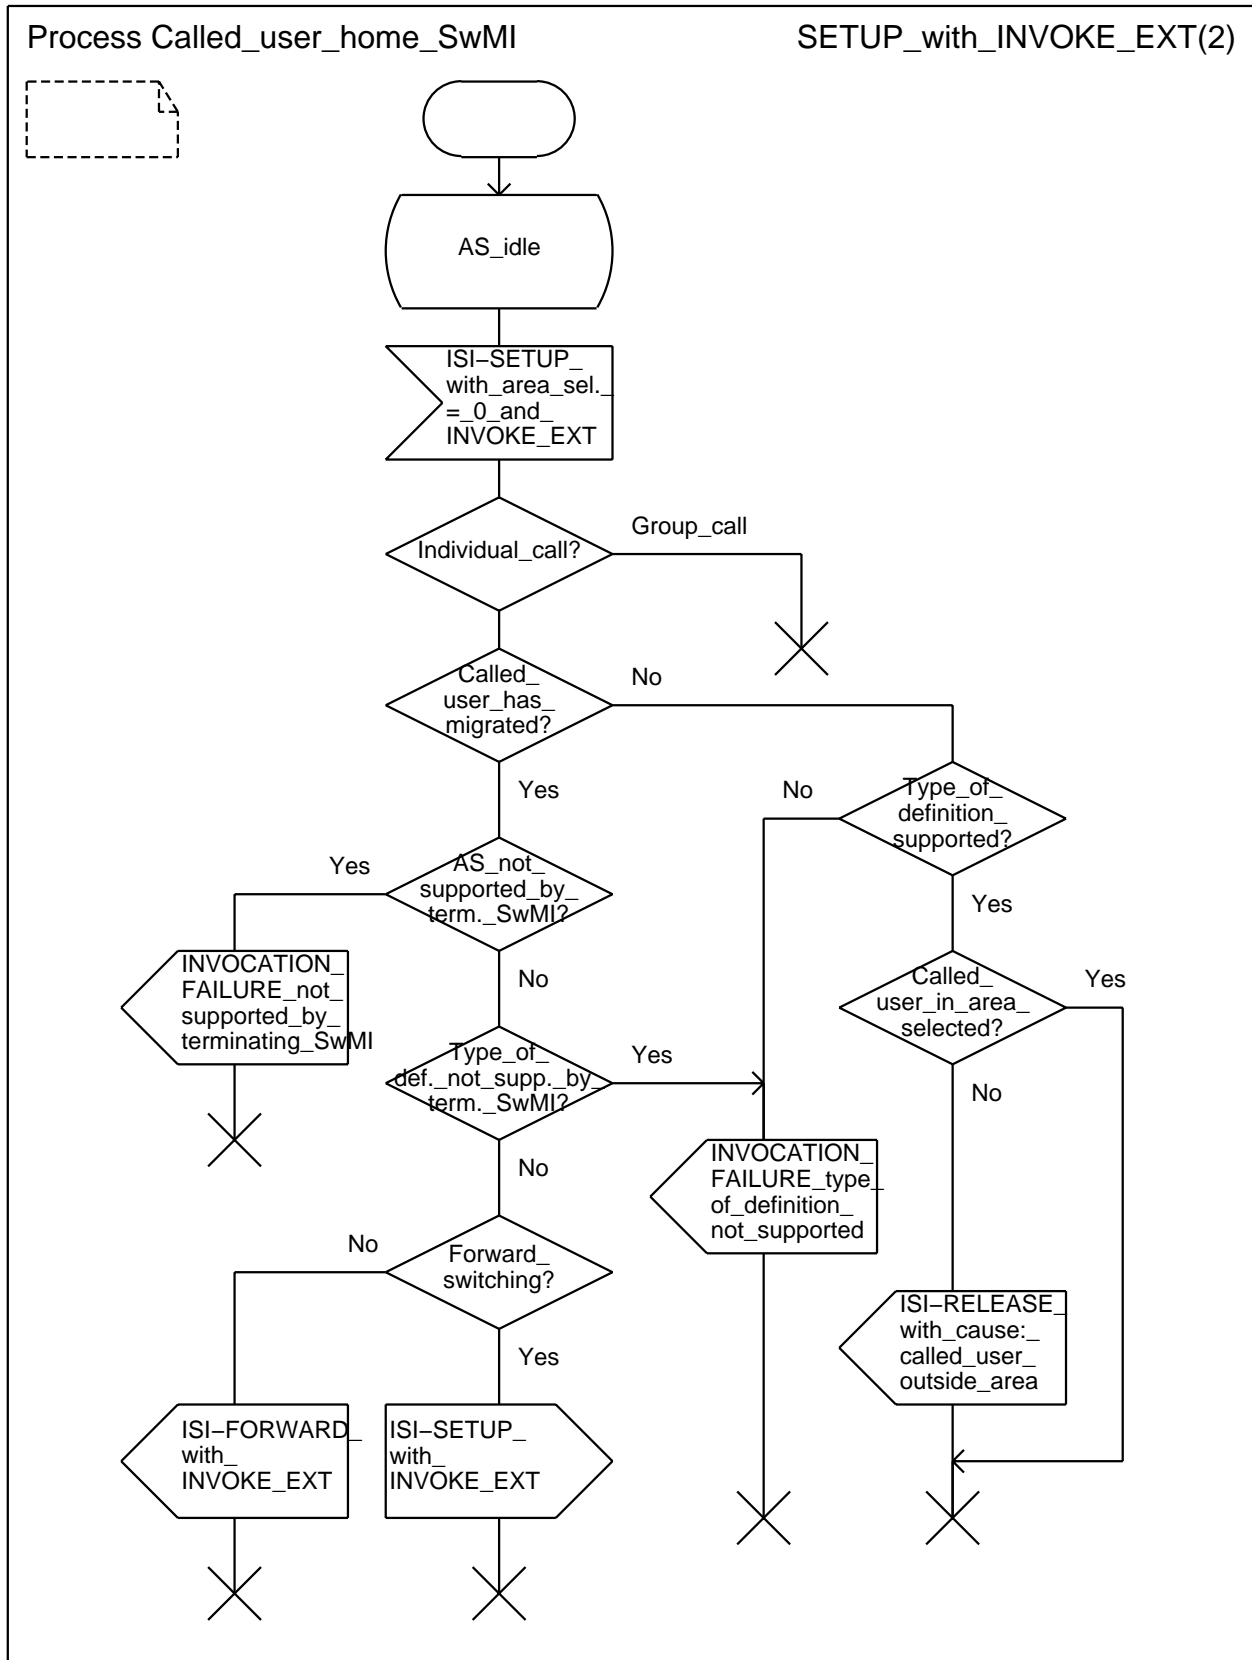 Process Called_user_home_SwMI
SETUP_with_INVOKE_EXT(2)
AS_idle
ISI−SETUP_
with_area_sel._
=_0_and_
INVOKE_EXT
Individual_call?
Group_call
Called_
user_has_
migrated?
No
Yes
Type_of_
definition_
supported?
No
Yes
AS_not_
supported_by_
term._SwMI?
Yes
No
INVOCATION_
FAILURE_not_
supported_by_
terminating_SwMI
Called_
user_in_area_
selected?
Yes
No
Type_of_
def._not_supp._by_
term._SwMI?
Yes
No
INVOCATION_
FAILURE_type_
of_definition_
not_supported
Forward_
switching?
No
Yes
ISI−RELEASE_
with_cause:_
called_user_
outside_area
ISI−FORWARD_
with_
INVOKE_EXT
ISI−SETUP_
with_
INVOKE_EXT